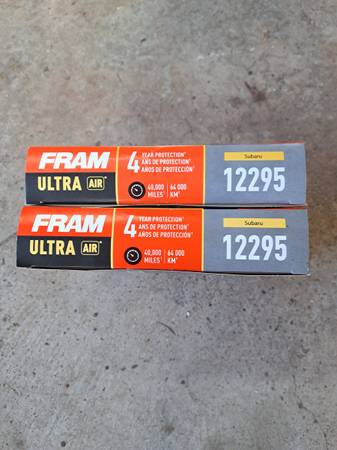 FRAM
ULTRA AIR
4 YEAR PROTECTION†
ANS DE PROTECTION†
AÑOS DE PROTECCIÓN†
40,000 MILES† | 64 000 KM†
Subaru
12295
FRAM
ULTRA AIR
4 YEAR PROTECTION†
ANS DE PROTECTION†
AÑOS DE PROTECCIÓN†
40,000 MILES† | 64 000 KM†
Subaru
12295